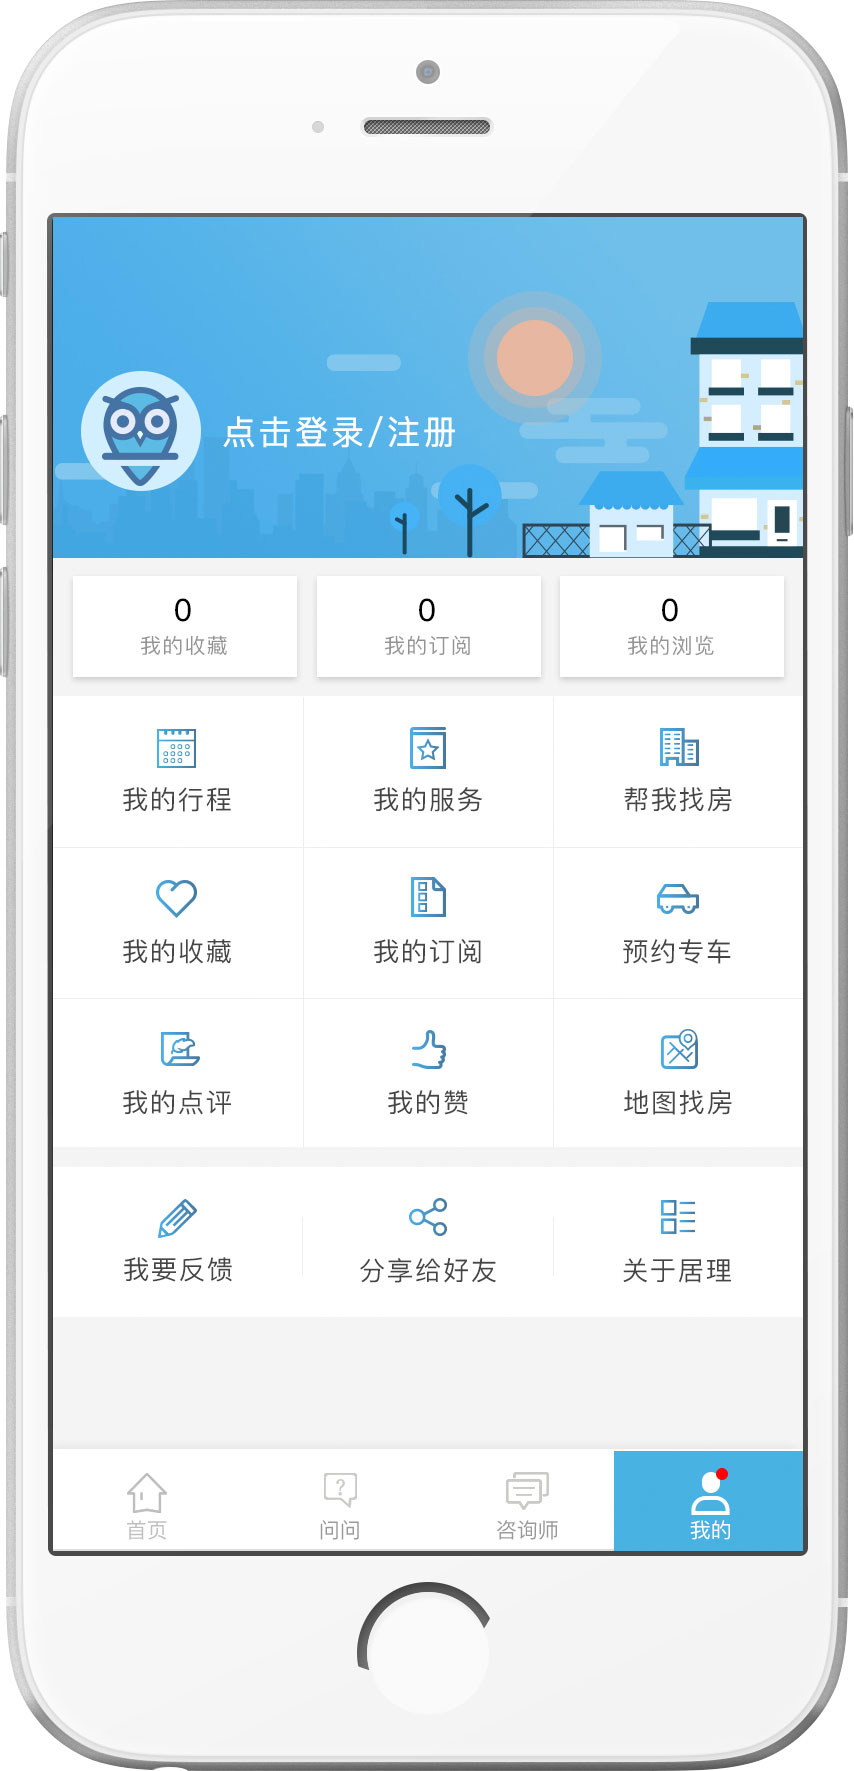 点击登录/注册
0 0 0
我的收藏 我的订阅 我的浏览
我的行程 我的服务 帮我找房
我的收藏 我的订阅 预约专车
我的点评 我的赞 地图找房
我要反馈 分享给好友 关于居理
?
首页 问问 咨询师 我的